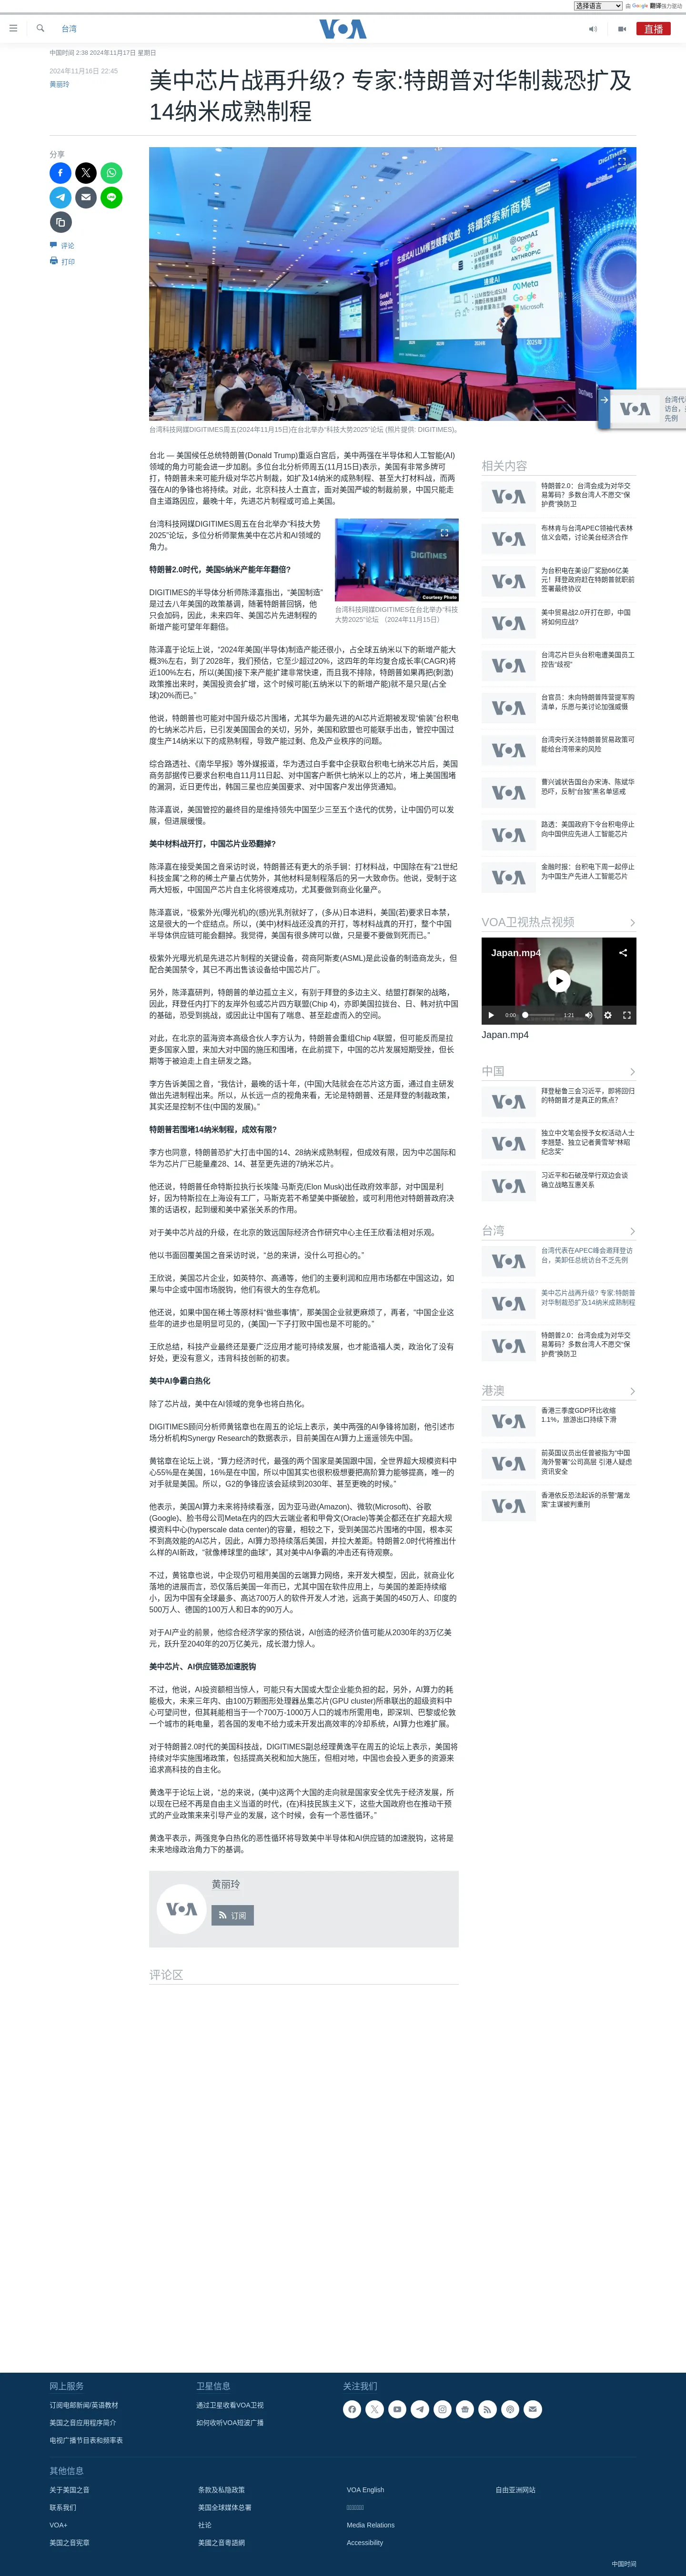 选择语言
由 Google 翻译强力驱动
台湾
VOA
直播
中国时间 2:38 2024年11月17日 星期日
2024年11月16日 22:45
黄丽玲
美中芯片战再升级? 专家:特朗普对华制裁恐扩及14纳米成熟制程
分享
评论
打印
生成式AI LLM模型競賽收斂,持續探索新商模
OpenAI
ANTHROPIC
Meta
Microsoft
2025年
台湾科技网媒DIGITIMES周五(2024年11月15日)在台北举办“科技大势2025”论坛 (照片提供: DIGITIMES)。
台湾代
访台，
先例
台北 — 美国候任总统特朗普(Donald Trump)重返白宫后，美中两强在半导体和人工智能(AI)领域的角力可能会进一步加剧。多位台北分析师周五(11月15日)表示，美国有非常多牌可打，特朗普未来可能升级对华芯片制裁，如扩及14纳米的成熟制程、甚至大打材料战，而两强在AI的争锋也将持续。对此，北京科技人士直言，面对美国严峻的制裁前景，中国只能走自主道路因应，最晚十年，先进芯片制程或可追上美国。
台湾科技网媒DIGITIMES周五在台北举办“科技大势2025”论坛，多位分析师聚焦美中在芯片和AI领域的角力。
DIGITIMES
Courtesy Photo
台湾科技网媒DIGITIMES在台北举办“科技大势2025”论坛 （2024年11月15日）
特朗普2.0时代，美国5纳米产能年年翻倍?
DIGITIMES的半导体分析师陈泽嘉指出，“美国制造”是过去八年美国的政策基调，随著特朗普回锅，他只会加码，因此，未来四年、美国芯片先进制程的新增产能可望年年翻倍。
陈泽嘉于论坛上说，“2024年美国(半导体)制造产能还很小，占全球五纳米以下的新增产能大概3%左右，到了2028年，我们预估，它至少超过20%，这四年的年均复合成长率(CAGR)将近100%左右，所以(美国)接下来产能扩建非常快速，而且我不排除，特朗普如果再把(刺激)政策推出来时，美国投资会扩增，这个时候可能(五纳米以下的新增产能)就不是只是(占全球)20%而已。”
他说，特朗普也可能对中国升级芯片围堵，尤其华为最先进的AI芯片近期被发现“偷装”台积电的七纳米芯片后，已引发美国国会的关切，另外，美国和欧盟也可能联手出击，管控中国过度生产14纳米以下的成熟制程，导致产能过剩、危及产业秩序的问题。
综合路透社、《南华早报》等外媒报道，华为透过白手套中企获取台积电七纳米芯片后，美国商务部据传已要求台积电自11月11日起、对中国客户断供七纳米以上的芯片，堵上美国围堵的漏洞，近日更传出，韩国三星也应美国要求、对中国客户发出停货通知。
陈泽嘉说，美国管控的最终目的是维持领先中国至少三至五个迭代的优势，让中国仍可以发展，但进展缓慢。
美中材料战开打，中国芯片业恐翻掉?
陈泽嘉在接受美国之音采访时说，特朗普还有更大的杀手锏：打材料战，中国除在有“21世纪科技金属”之称的稀土产量占优势外，其他材料是制程落后的另一大致命伤。他说，受制于这两大短板，中国国产芯片自主化将很难成功，尤其要做到商业化量产。
陈泽嘉说，“极紫外光(曝光机)的(感)光乳剂就好了，(多从)日本进料，美国(若)要求日本禁，这是很大的一个症结点。所以，(美中)材料战还没真的开打，等材料战真的开打，整个中国半导体供应链可能会翻掉。我觉得，美国有很多牌可以做，只是要不要做到死而已。”
极紫外光曝光机是先进芯片制程的关键设备，荷商阿斯麦(ASML)是此设备的制造商龙头，但配合美国禁令，其已不再出售该设备给中国芯片厂。
另外，陈泽嘉研判，特朗普的单边孤立主义，有别于拜登的多边主义、结盟打群架的战略，因此，拜登任内打下的友岸外包或芯片四方联盟(Chip 4)，亦即美国拉拢台、日、韩对抗中国的基础，恐受到挑战，或因此让中国有了喘息、甚至趁虚而入的空间。
对此，在北京的蓝海资本高级合伙人李方认为，特朗普会重组Chip 4联盟，但可能反而是拉更多国家入盟，来加大对中国的施压和围堵，在此前提下，中国的芯片发展短期受挫，但长期等于被迫走上自主研发之路。
李方告诉美国之音，“我估计，最晚的话十年，(中国)大陆就会在芯片这方面，通过自主研发做出先进制程出来。所以，从长远一点的视角来看，无论是特朗普、还是拜登的制裁政策，其实还是控制不住(中国的发展)。”
特朗普若围堵14纳米制程，成效有限?
李方也同意，特朗普恐扩大打击中国的14、28纳米成熟制程，但成效有限，因为中芯国际和华为芯片厂已能量产28、14、甚至更先进的7纳米芯片。
他还说，特朗普任命特斯拉执行长埃隆·马斯克(Elon Musk)出任政府效率部，对中国是利好，因为特斯拉在上海设有工厂，马斯克若不希望美中撕破脸，或可利用他对特朗普政府决策的话语权，起到缓和美中紧张关系的作用。
对于美中芯片战的升级，在北京的致远国际经济合作研究中心主任王欣看法相对乐观。
他以书面回覆美国之音采访时说，“总的来讲，没什么可担心的。”
王欣说，美国芯片企业，如英特尔、高通等，他们的主要利润和应用市场都在中国这边，如果与中企或中国市场脱钩，他们有很大的生存危机。
他还说，如果中国在稀土等原材料“做些事情”，那美国企业就更麻烦了，再者，“中国企业这些年的进步也是明显可见的，(美国)一下子打败中国也是不可能的。”
王欣总结，科技产业最终还是要广泛应用才能可持续发展，也才能造福人类，政治化了没有好处，更没有意义，违背科技创新的初衷。
美中AI争霸白热化
除了芯片战，美中在AI领域的竞争也将白热化。
DIGITIMES顾问分析师黄铭章也在周五的论坛上表示，美中两强的AI争锋将加剧，他引述市场分析机构Synergy Research的数据表示，目前美国在AI算力上遥遥领先中国。
黄铭章在论坛上说，“算力经济时代，最强的两个国家是美国跟中国，全世界超大规模资料中心55%是在美国，16%是在中国，所以中国其实也很积极想要把高阶算力能够提高，唯一的对手就是美国。所以，G2的争锋应该会延续到2030年、甚至更晚的时候。”
他表示，美国AI算力未来将持续看涨，因为亚马逊(Amazon)、微软(Microsoft)、谷歌(Google)、脸书母公司Meta在内的四大云端业者和甲骨文(Oracle)等美企都还在扩充超大规模资料中心(hyperscale data center)的容量，相较之下，受到美国芯片围堵的中国，根本买不到高效能的AI芯片，因此，AI算力恐持续落后美国，并拉大差距。特朗普2.0时代将推出什么样的AI新政，“就像棒球里的曲球”，其对美中AI争霸的冲击还有待观察。
不过，黄铭章也说，中企现仍可租用美国的云端算力网络，来开发大模型，因此，就商业化落地的进展而言，恐仅落后美国一年而已，尤其中国在软件应用上，与美国的差距持续缩小，因为中国有全球最多、高达700万人的软件开发人才池，远高于美国的450万人、印度的500万人、德国的100万人和日本的90万人。
对于AI产业的前景，他综合经济学家的预估说，AI创造的经济价值可能从2030年的3万亿美元，跃升至2040年的20万亿美元，成长潜力惊人。
美中芯片、AI供应链恐加速脱钩
不过，他说，AI投资额相当惊人，可能只有大国或大型企业能负担的起，另外，AI算力的耗能极大，未来三年内、由100万颗图形处理器丛集芯片(GPU cluster)所串联出的超级资料中心可望问世，但其耗能相当于一个700万-1000万人口的城市所需用电，即深圳、巴黎或伦敦一个城市的耗电量，若各国的发电不给力或未开发出高效率的冷却系统，AI算力也难扩展。
对于特朗普2.0时代的美国科技战，DIGITIMES副总经理黄逸平在周五的论坛上表示，美国将持续对华实施围堵政策，包括提高关税和加大施压，但相对地，中国也会投入更多的资源来追求高科技的自主化。
黄逸平于论坛上说，“总的来说，(美中)这两个大国的走向就是国家安全优先于经济发展，所以现在已经不再是自由主义当道的时代，(在)科技民族主义下，这些大国政府也在推动干预式的产业政策来来引导产业的发展，这个时候，会有一个恶性循环。”
黄逸平表示，两强竞争白热化的恶性循环将导致美中半导体和AI供应链的加速脱钩，这将是未来地缘政治角力下的基调。
黄丽玲
订阅
评论区
相关内容
特朗普2.0：台湾会成为对华交易筹码？多数台湾人不愿交“保护费”换防卫
布林肯与台湾APEC领袖代表林信义会晤，讨论美台经济合作
为台积电在美设厂奖励66亿美元！拜登政府赶在特朗普就职前签署最终协议
美中贸易战2.0开打在即，中国将如何应战?
台湾芯片巨头台积电遭美国员工控告“歧视”
台官员：未向特朗普阵营提军购清单，乐愿与美讨论加强威慑
台湾央行关注特朗普贸易政策可能给台湾带来的风险
曹兴诚状告国台办宋涛、陈斌华恐吓，反制“台独”黑名单惩戒
路透：美国政府下令台积电停止向中国供应先进人工智能芯片
金融时报：台积电下周一起停止为中国生产先进人工智能芯片
VOA卫视热点视频
Japan.mp4
0:00
1:21
Japan.mp4
中国
拜登秘鲁三会习近平，即将回归的特朗普才是真正的焦点？
独立中文笔会授予女权活动人士李翘楚、独立记者黄雪琴“林昭纪念奖”
习近平和石破茂举行双边会谈 确立战略互惠关系
台湾
台湾代表在APEC峰会邀拜登访台，美卸任总统访台不乏先例
美中芯片战再升级? 专家:特朗普对华制裁恐扩及14纳米成熟制程
特朗普2.0：台湾会成为对华交易筹码？多数台湾人不愿交“保护费”换防卫
港澳
香港三季度GDP环比收缩1.1%，旅游出口持续下滑
前英国议员出任曾被指为“中国海外警署”公司高层 引港人疑虑资讯安全
香港依反恐法起诉的杀警“屠龙案”主谋被判重刑
网上服务
订阅电邮新闻/英语教材
美国之音应用程序简介
电视广播节目表和频率表
卫星信息
通过卫星收看VOA卫视
如何收听VOA短波广播
关注我们
其他信息
关于美国之音
联系我们
VOA+
美国之音宪章
条款及私隐政策
美国全球媒体总署
社论
美國之音粵語網
VOA English
Media Relations
Accessibility
自由亚洲网站
中国时间